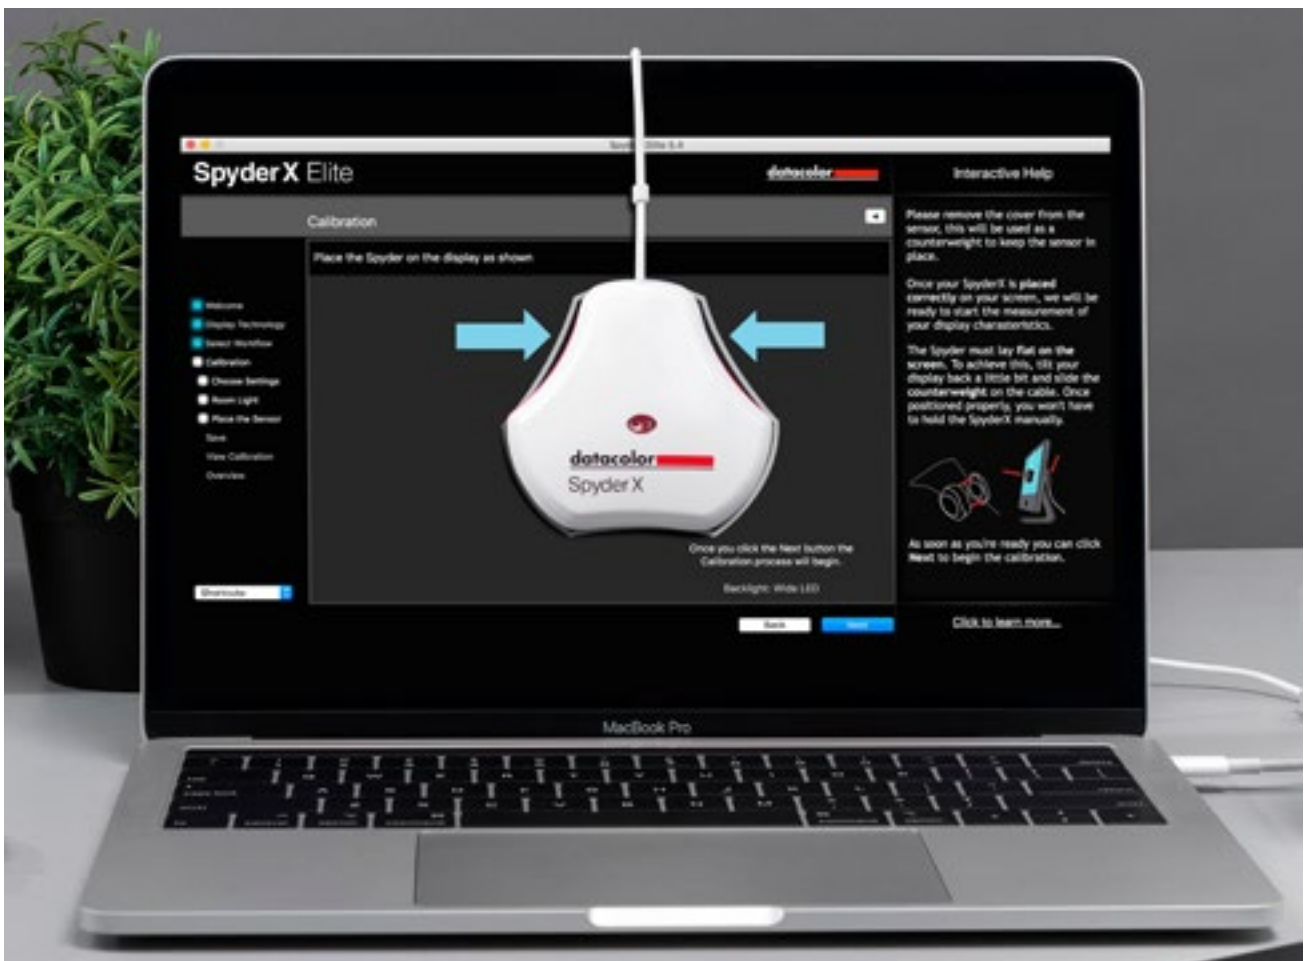 SpyderX Elite
datacolor
Interactive Help
Calibration
Place the Spyder on the display as shown
Welcome
Display Technology
Select Workflow
Calibration
Choose Settings
Room Light
Place the Sensor
Save
View Calibration
Overview
Shortcuts
datacolor
Spyder X
Once you click the Next button the
Calibration process will begin.
Backlight: Wide LED
Back
Next
Please remove the cover from the
sensor, this will be used as a
counterweight to keep the sensor in
place.
Once your SpyderX is placed
correctly on your screen, we will be
ready to start the measurement of
your display characteristics.
The Spyder must lay flat on the
screen. To achieve this, tilt your
display back a little bit and slide the
counterweight on the cable. Once
positioned properly, you won't have
to hold the SpyderX manually.
As soon as you're ready you can click
Next to begin the calibration.
Click to learn more...
MacBook Pro